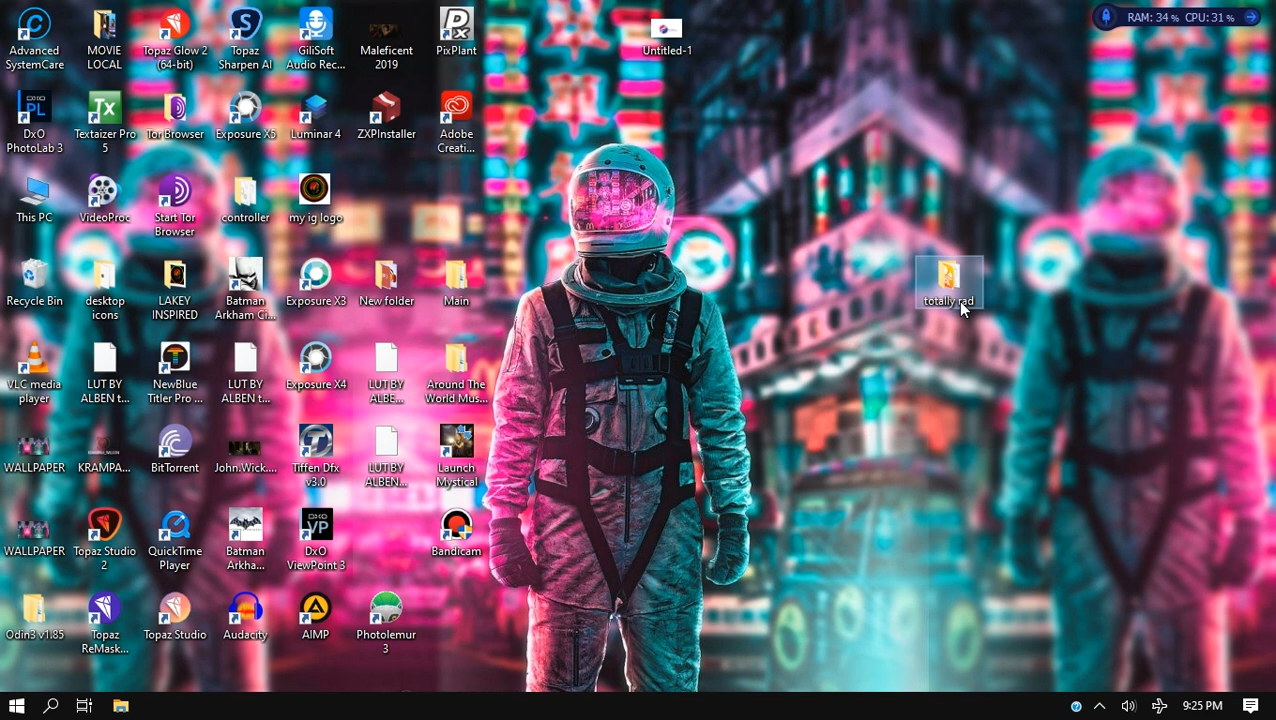 Advanced
SystemCare
MOVIE
LOCAL
Topaz Glow 2
(64-bit)
Topaz
Sharpen AI
GiliSoft
Audio Rec...
Maleficent
2019
PixPlant
Untitled-1
RAM: 34 % CPU: 31 %
DxO
PhotoLab 3
Textaizer Pro
5
Tor Browser
Exposure X5
Luminar 4
ZXPInstaller
Adobe
Creati...
This PC
VideoProc
Start Tor
Browser
controller
my ig logo
Recycle Bin
desktop
icons
LAKEY
INSPIRED
Batman
Arkham Ci...
Exposure X3
New folder
Main
totally rad
VLC media
player
LUT BY
ALBEN t...
NewBlue
Titler Pro ...
LUT BY
ALBEN t...
Exposure X4
LUT BY
ALBE...
Around The
World Mus...
WALLPAPER
KRAMPA...
BitTorrent
John.Wick....
Tiffen Dfx
v3.0
LUT BY
ALBEN...
Launch
Mystical
WALLPAPER
Topaz Studio
2
QuickTime
Player
Batman
Arkha...
DxO
ViewPoint 3
Bandicam
Odin3 v1.85
Topaz
ReMask...
Topaz Studio
Audacity
AIMP
Photolemur
3
9:25 PM